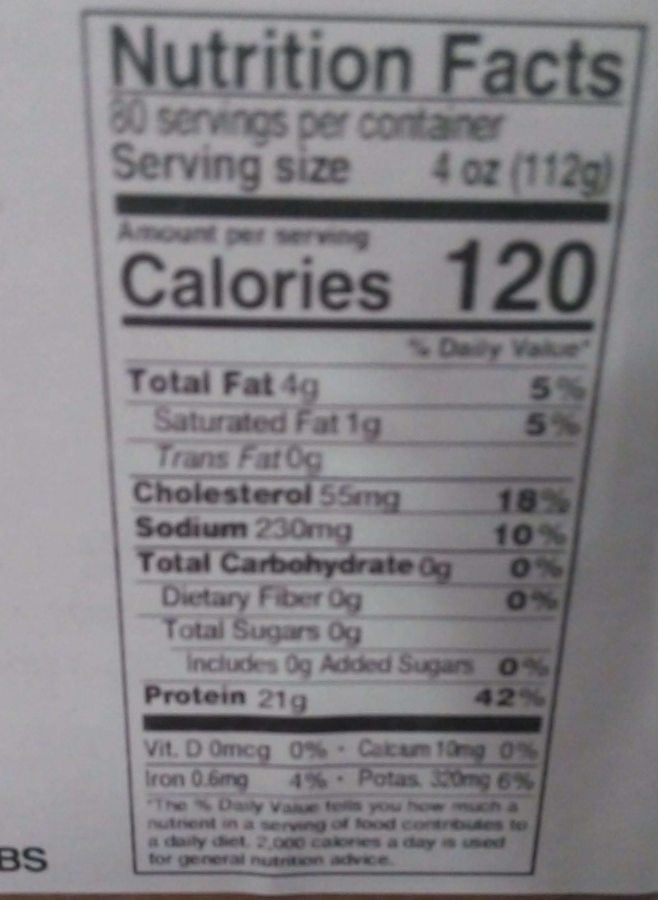 Nutrition Facts
80 servings per container
Serving size 4 oz (112g)
Amount per serving
Calories 120
% Daily Value*
Total Fat 4g 5%
Saturated Fat 1g 5%
Trans Fat 0g
Cholesterol 55mg 18%
Sodium 230mg 10%
Total Carbohydrate 0g 0%
Dietary Fiber 0g 0%
Total Sugars 0g
Includes 0g Added Sugars 0%
Protein 21g 42%
Vit. D 0mcg 0% • Calcium 10mg 0%
Iron 0.6mg 4% • Potas. 320mg 6%
*The % Daily Value tells you how much a
nutrient in a serving of food contributes to
a daily diet. 2,000 calories a day is used
for general nutrition advice.
BS